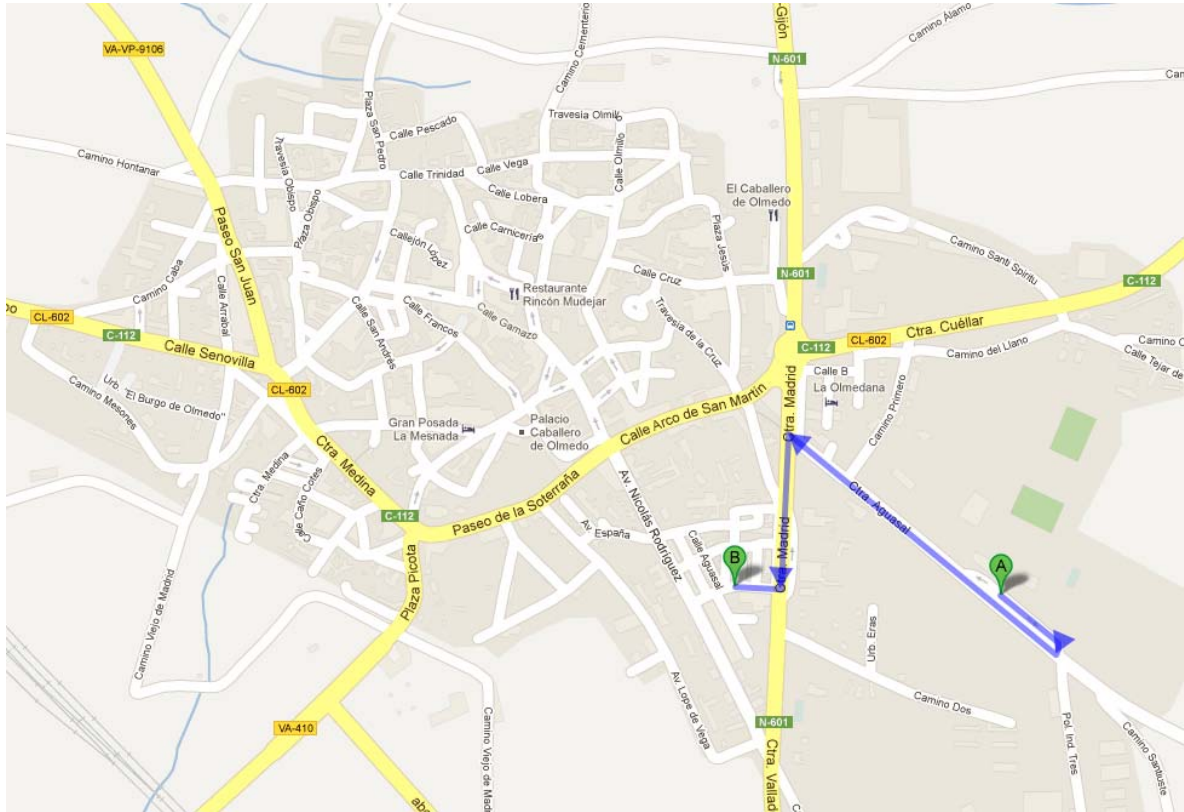 VA-VP-9106
N-601
-Gijón
Camino Álamo
Camino Cementerio
Travesía Olmillo
Plaza San Pedro
Calle Pescado
Calle Olmillo
Camino Hontanar
Travesía Obispo
Calle Vega
Calle Trinidad
Plaza Obispo
Calle Lobera
El Caballero
de Olmedo
Paseo San Juan
Callejón López
Calle Carnicería
Plaza Jesús
Camino Santi Spiritu
Camino Caba
Calle Arrabal
Calle Cruz
N-601
C-112
Restaurante
Rincón Mudejar
Calle San Andrés
Calle Francos
Calle Gamazo
Travesía de la Cruz
CL-602
C-112
Calle Senovilla
C-112
CL-602
Ctra. Cuéllar
Camino del Llano
Calle Tejar de
Calle B
La Olmedana
Camino Primero
Urb. "El Burgo de Olmedo"
Camino Mesones
CL-602
Ctra. Madrid
Calle Arco de San Martín
Gran Posada
La Mesnada
Palacio
Caballero
de Olmedo
Ctra. Medina
Ctra. Medina
Calle Caño Cotes
C-112
Paseo de la Soterraña
Av. Nicolás Rodriguez
Ctra. Aguasal
Av. España
Calle Aguasal
Ctra. Madrid
B
A
Plaza Picota
Camino Viejo de Madrid
Urb. Eras
Camino Dos
Av. Lope de Vega
VA-410
Camino Viejo de Madrid
N-601
Ctra. Vallad
Pol. Ind. Tres
Camino Santiuste